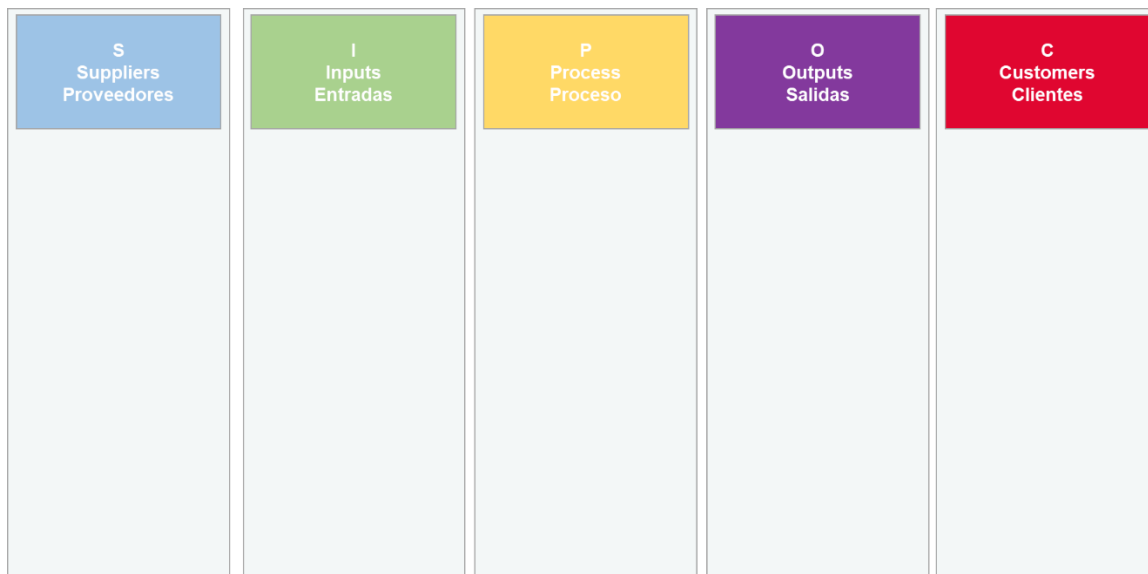 S
Suppliers
Proveedores
I
Inputs
Entradas
P
Process
Proceso
O
Outputs
Salidas
C
Customers
Clientes